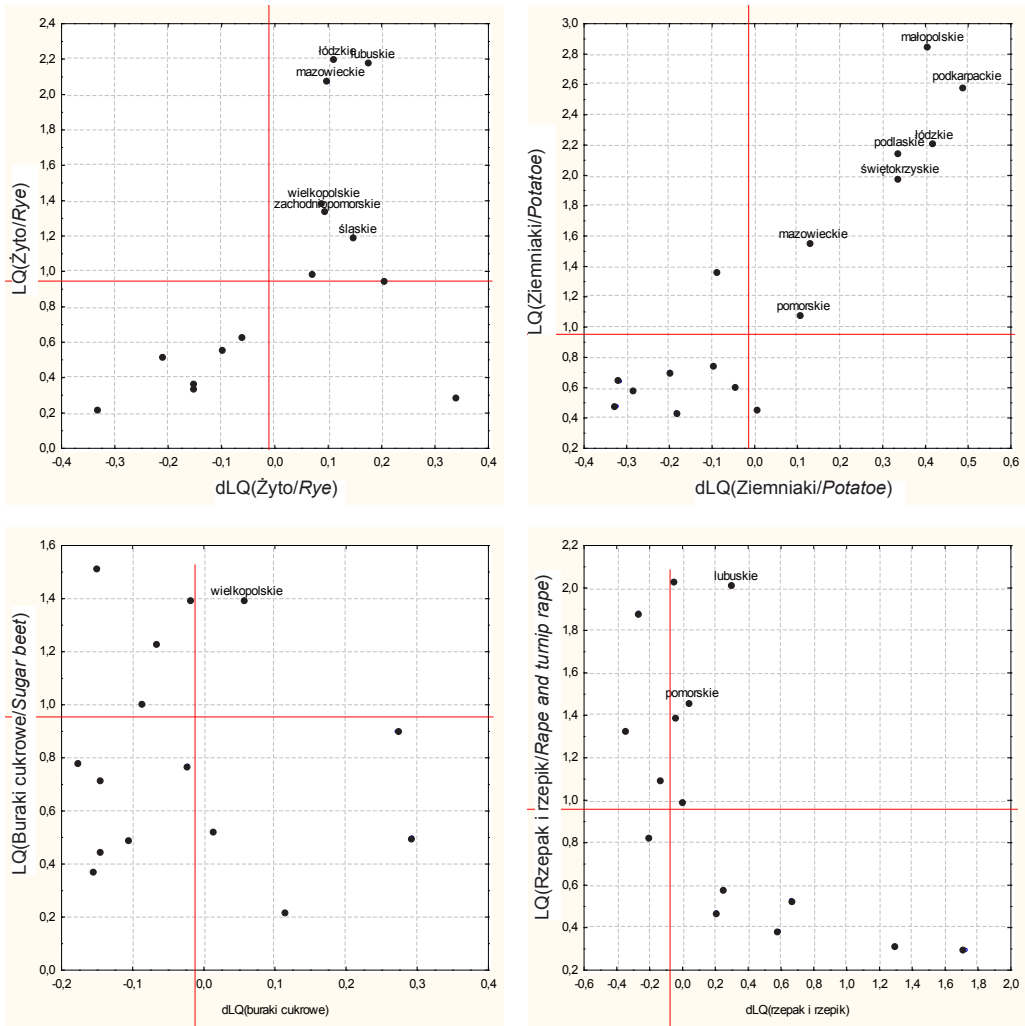 2,4
2,2
2,0
1,8
1,6
1,4
1,2
1,0
0,8
0,6
0,4
0,2
0,0
LQ(Żyto/Rye)
łódzkie
lubuskie
mazowieckie
wielkopolskie
zachodniopomorskie
śląskie
-0,4 -0,3 -0,2 -0,1 0,0 0,1 0,2 0,3 0,4
dLQ(Żyto/Rye)
3,0
2,8
2,6
2,4
2,2
2,0
1,8
1,6
1,4
1,2
1,0
0,8
0,6
0,4
0,2
LQ(Ziemniaki/Potatoe)
małopolskie
podkarpackie
łódzkie
podlaskie
świętokrzyskie
mazowieckie
pomorskie
-0,4 -0,3 -0,2 -0,1 0,0 0,1 0,2 0,3 0,4 0,5 0,6
dLQ(Ziemniaki/Potatoe)
1,6
1,4
1,2
1,0
0,8
0,6
0,4
0,2
0,0
LQ(Buraki cukrowe/Sugar beet)
wielkopolskie
-0,2 -0,1 0,0 0,1 0,2 0,3 0,4
dLQ(buraki cukrowe)
2,2
2,0
1,8
1,6
1,4
1,2
1,0
0,8
0,6
0,4
0,2
LQ(Rzepak i rzepik/Rape and turnip rape)
lubuskie
pomorskie
-0,6 -0,4 -0,2 0,0 0,2 0,4 0,6 0,8 1,0 1,2 1,4 1,6 1,8 2,0
dLQ(rzepak i rzepik)